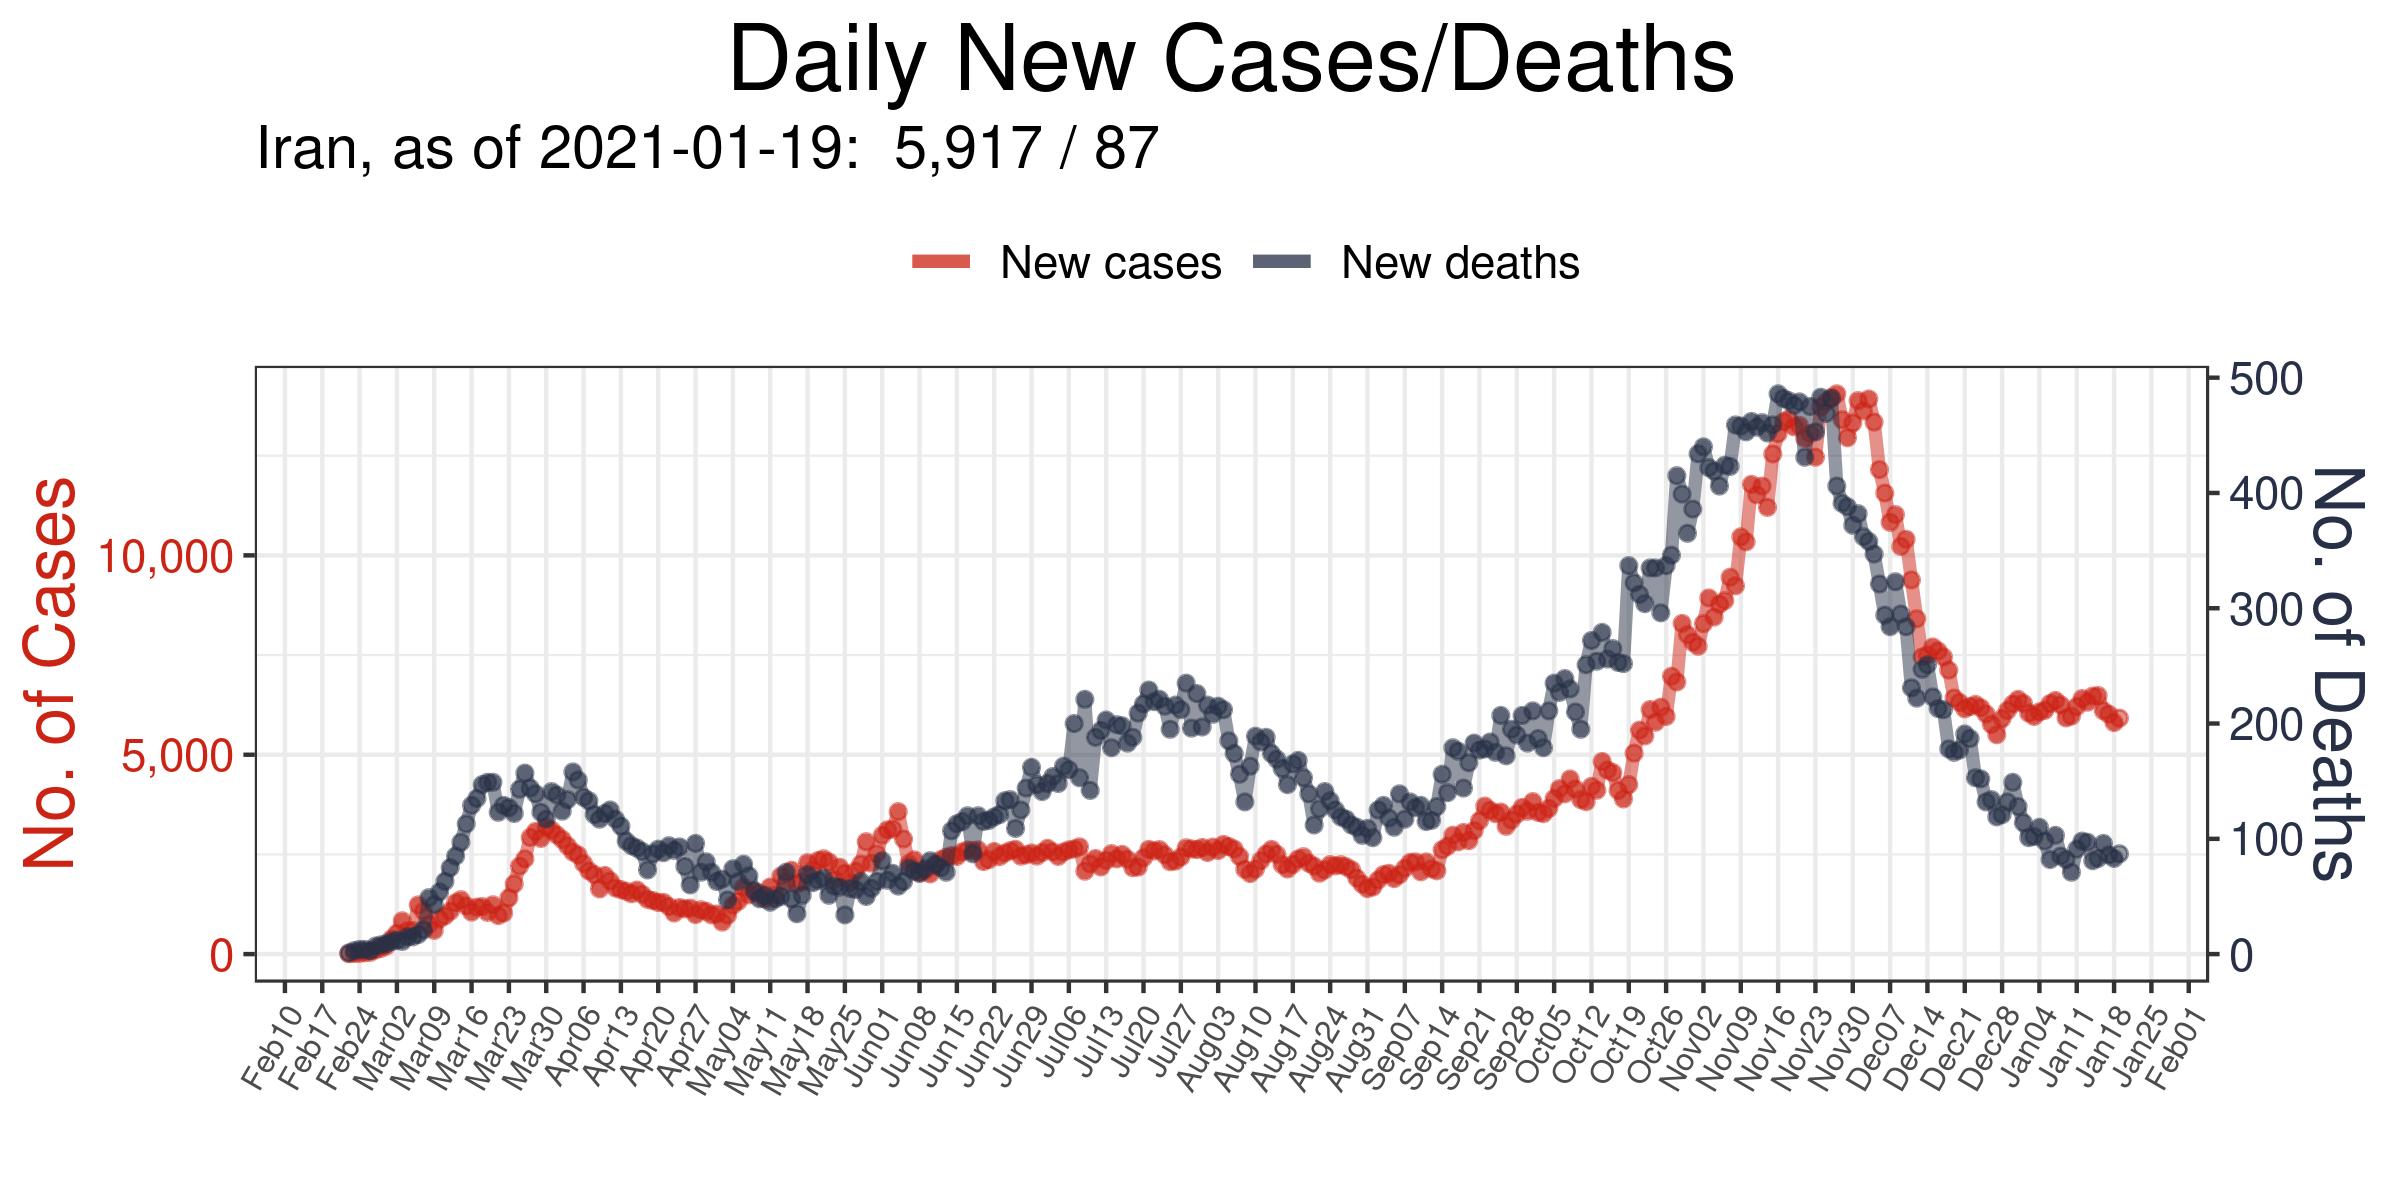 Daily New Cases/Deaths
Iran, as of 2021-01-19:  5,917 / 87
New cases
New deaths
No. of Cases
10,000
5,000
0
500
400
300
200
100
0
No. of Deaths
Feb10
Feb17
Feb24
Mar02
Mar09
Mar16
Mar23
Mar30
Apr06
Apr13
Apr20
Apr27
May04
May11
May18
May25
Jun01
Jun08
Jun15
Jun22
Jun29
Jul06
Jul13
Jul20
Jul27
Aug03
Aug10
Aug17
Aug24
Aug31
Sep07
Sep14
Sep21
Sep28
Oct05
Oct12
Oct19
Oct26
Nov02
Nov09
Nov16
Nov23
Nov30
Dec07
Dec14
Dec21
Dec28
Jan04
Jan11
Jan18
Jan25
Feb01